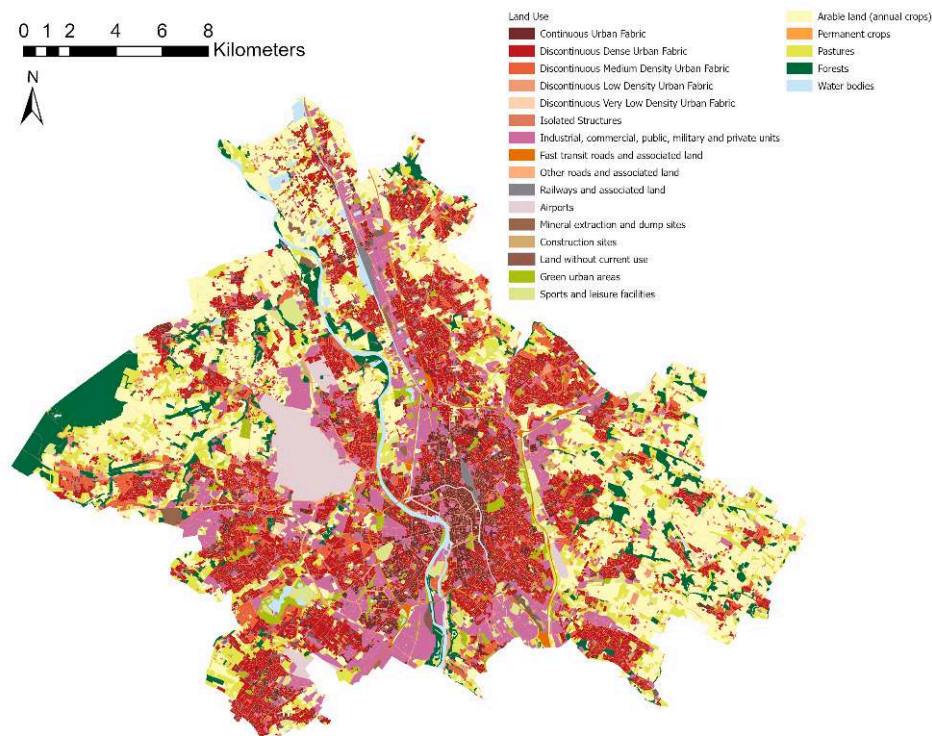 0 1 2 4 6 8
Kilometers
N
Land Use
Continuous Urban Fabric
Discontinuous Dense Urban Fabric
Discontinuous Medium Density Urban Fabric
Discontinuous Low Density Urban Fabric
Discontinuous Very Low Density Urban Fabric
Isolated Structures
Industrial, commercial, public, military and private units
Fast transit roads and associated land
Other roads and associated land
Railways and associated land
Airports
Mineral extraction and dump sites
Construction sites
Land without current use
Green urban areas
Sports and leisure facilities
Arable land (annual crops)
Permanent crops
Pastures
Forests
Water bodies